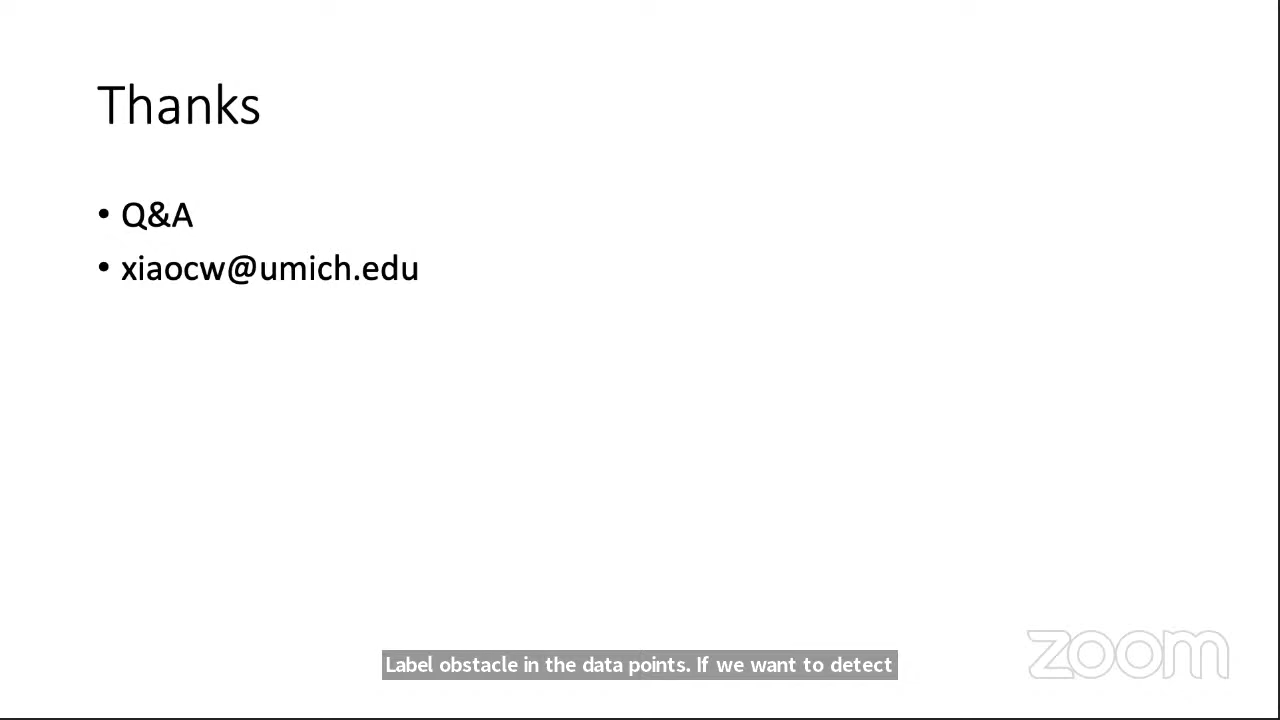 Thanks
• Q&A
• xiaocw@umich.edu
Label obstacle in the data points. If we want to detect
zoom